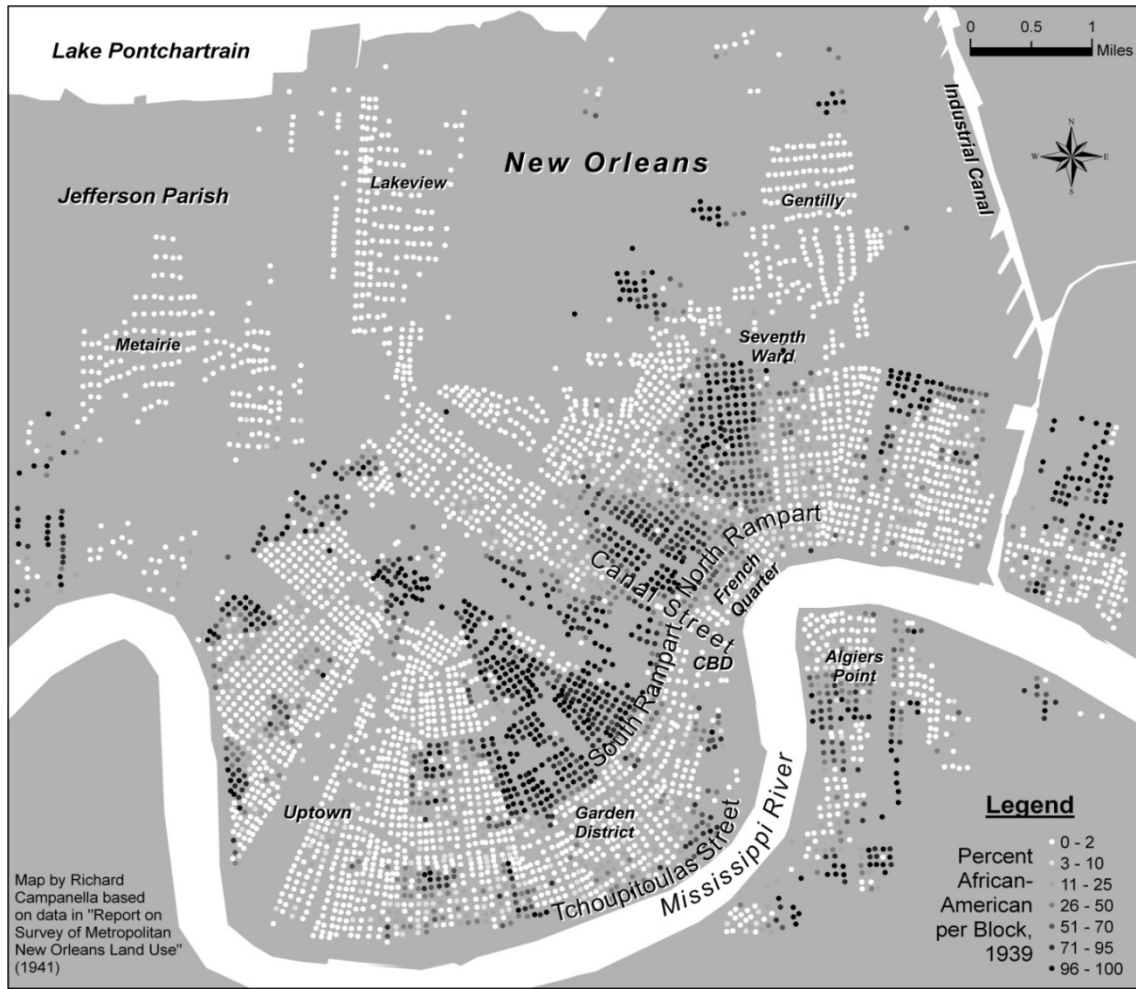 Lake Pontchartrain
0 0.5 1
Miles
Industrial Canal
N
W E
S
New Orleans
Lakeview
Jefferson Parish
Gentilly
Metairie
Seventh
Ward
North Rampart
Canal Street
French
Quarter
CBD
South Rampart
Algiers
Point
Uptown
Garden
District
Tchoupitoulas Street
Mississippi River
Legend
Percent
African-
American
per Block,
1939
0 - 2
3 - 10
11 - 25
26 - 50
51 - 70
71 - 95
96 - 100
Map by Richard
Campanella based
on data in "Report on
Survey of Metropolitan
New Orleans Land Use"
(1941)